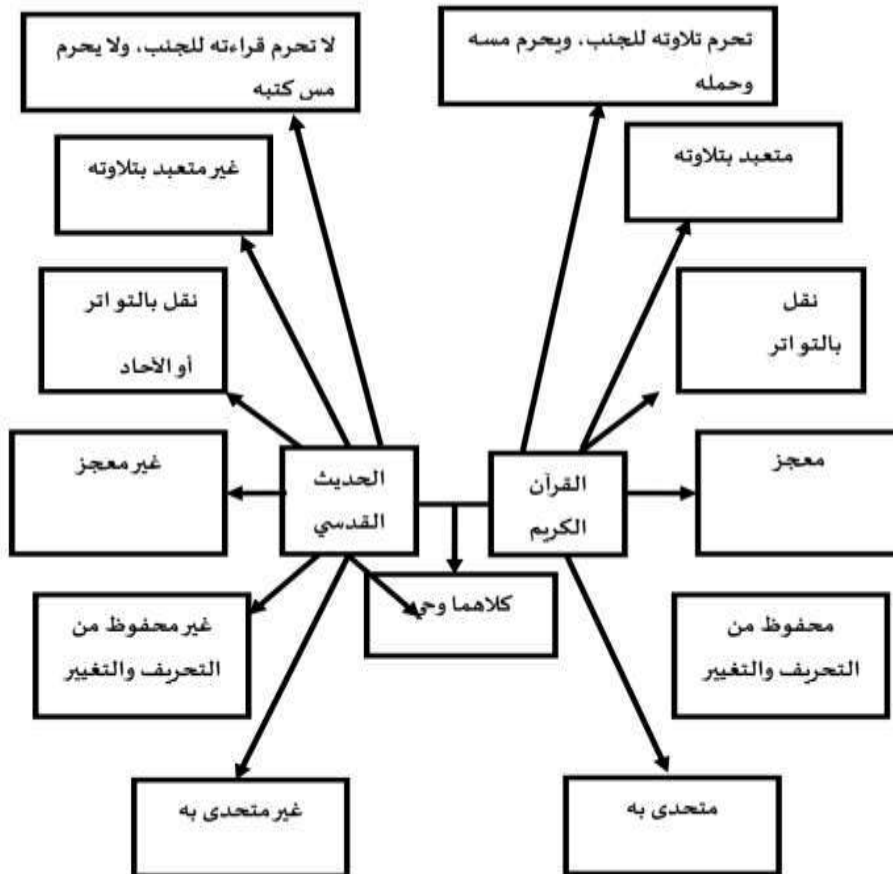 تحرم تلاوته للجنب، ويحرم مسه
وحمله
لا تحرم قراءته للجنب، ولا يحرم
مس كتبه
متعبد بتلاوته
غير متعبد بتلاوته
نقل
بالتواتر
نقل بالتواتر
أو الآحاد
معجز
القرآن
الكريم
الحديث
القدسي
غير معجز
كلاهما وحي
محفوظ من
التحريف والتغيير
غير محفوظ من
التحريف والتغيير
متحدى به
غير متحدى به